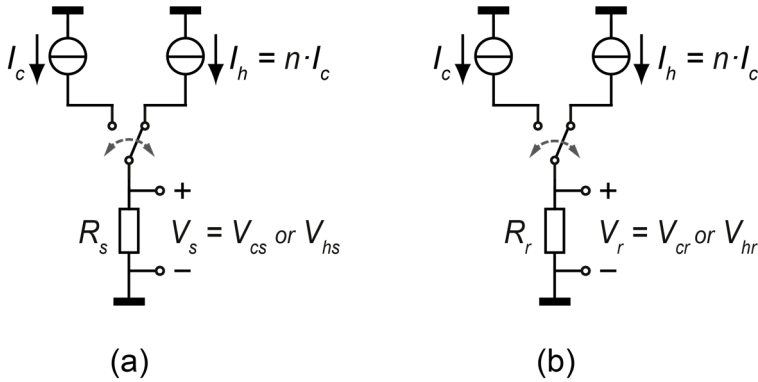 I_c I_h = n·I_c I_c I_h = n·I_c
+ +
R_s V_s = V_cs or V_hs R_r V_r = V_cr or V_hr
− −
(a) (b)